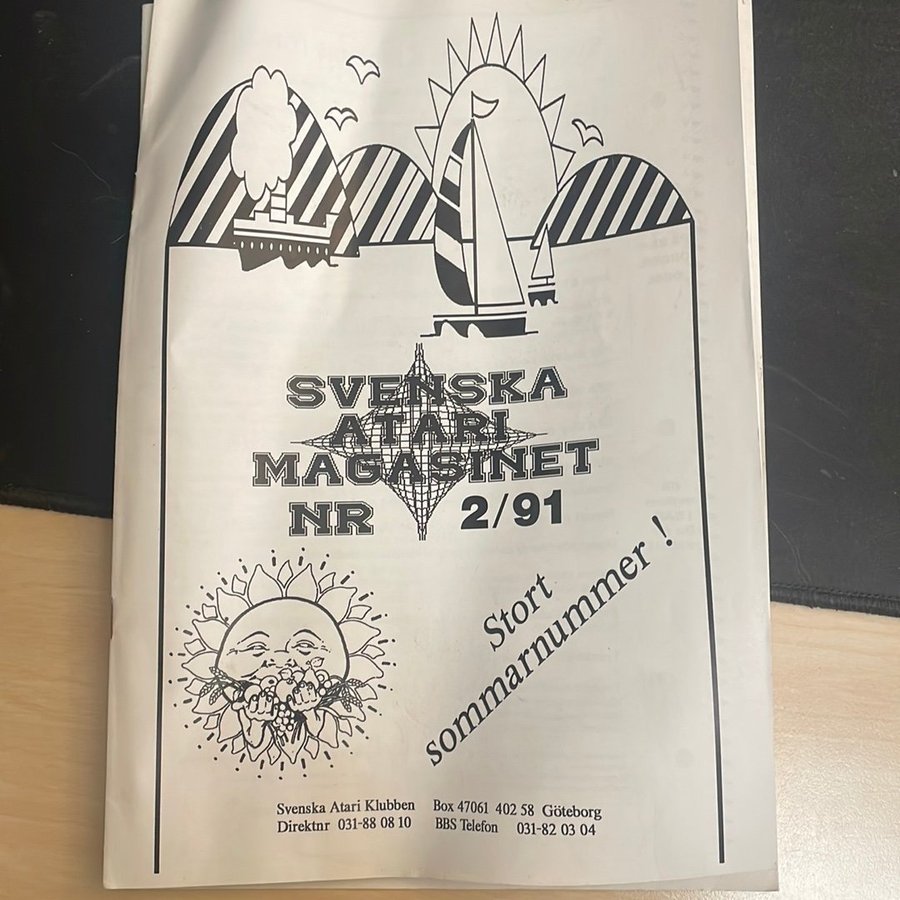 SVENSKA
ATARI
MAGASINET
NR 2/91
Stort
sommarnummer !
Svenska Atari Klubben Box 47061 402 58 Göteborg
Direktnr 031-88 08 10 BBS Telefon 031-82 03 04